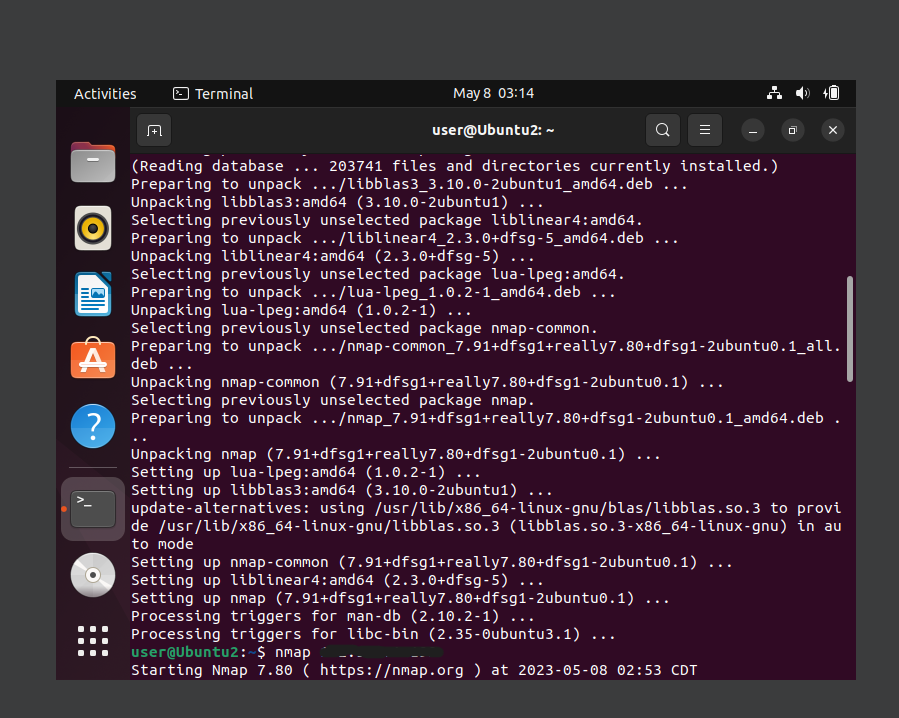 Activities Terminal May 8 03:14
user@Ubuntu2: ~
(Reading database ... 203741 files and directories currently installed.)
Preparing to unpack .../libblas3_3.10.0-2ubuntu1_amd64.deb ...
Unpacking libblas3:amd64 (3.10.0-2ubuntu1) ...
Selecting previously unselected package liblinear4:amd64.
Preparing to unpack .../liblinear4_2.3.0+dfsg-5_amd64.deb ...
Unpacking liblinear4:amd64 (2.3.0+dfsg-5) ...
Selecting previously unselected package lua-lpeg:amd64.
Preparing to unpack .../lua-lpeg_1.0.2-1_amd64.deb ...
Unpacking lua-lpeg:amd64 (1.0.2-1) ...
Selecting previously unselected package nmap-common.
Preparing to unpack .../nmap-common_7.91+dfsg1+really7.80+dfsg1-2ubuntu0.1_all.
deb ...
Unpacking nmap-common (7.91+dfsg1+really7.80+dfsg1-2ubuntu0.1) ...
Selecting previously unselected package nmap.
Preparing to unpack .../nmap_7.91+dfsg1+really7.80+dfsg1-2ubuntu0.1_amd64.deb .
..
Unpacking nmap (7.91+dfsg1+really7.80+dfsg1-2ubuntu0.1) ...
Setting up lua-lpeg:amd64 (1.0.2-1) ...
Setting up libblas3:amd64 (3.10.0-2ubuntu1) ...
update-alternatives: using /usr/lib/x86_64-linux-gnu/blas/libblas.so.3 to provi
de /usr/lib/x86_64-linux-gnu/libblas.so.3 (libblas.so.3-x86_64-linux-gnu) in au
to mode
Setting up nmap-common (7.91+dfsg1+really7.80+dfsg1-2ubuntu0.1) ...
Setting up liblinear4:amd64 (2.3.0+dfsg-5) ...
Setting up nmap (7.91+dfsg1+really7.80+dfsg1-2ubuntu0.1) ...
Processing triggers for man-db (2.10.2-1) ...
Processing triggers for libc-bin (2.35-0ubuntu3.1) ...
user@Ubuntu2:~$ nmap
Starting Nmap 7.80 ( https://nmap.org ) at 2023-05-08 02:53 CDT